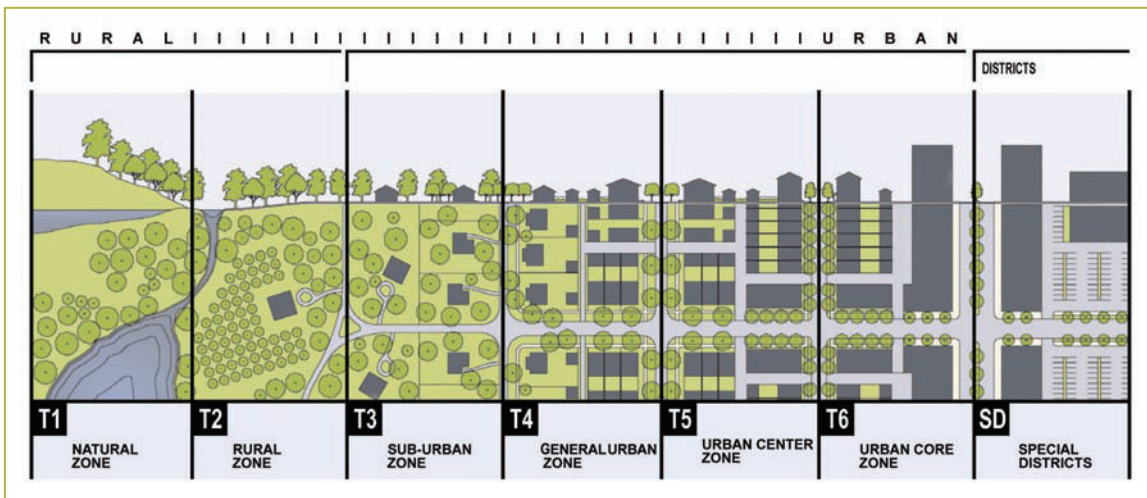 R U R A L I I I I I I I I I I I I I I I I I I I I I I I I I I I I I I U R B A N
DISTRICTS
T1
NATURAL
ZONE
T2
RURAL
ZONE
T3
SUB-URBAN
ZONE
T4
GENERAL URBAN
ZONE
T5
URBAN CENTER
ZONE
T6
URBAN CORE
ZONE
SD
SPECIAL
DISTRICTS